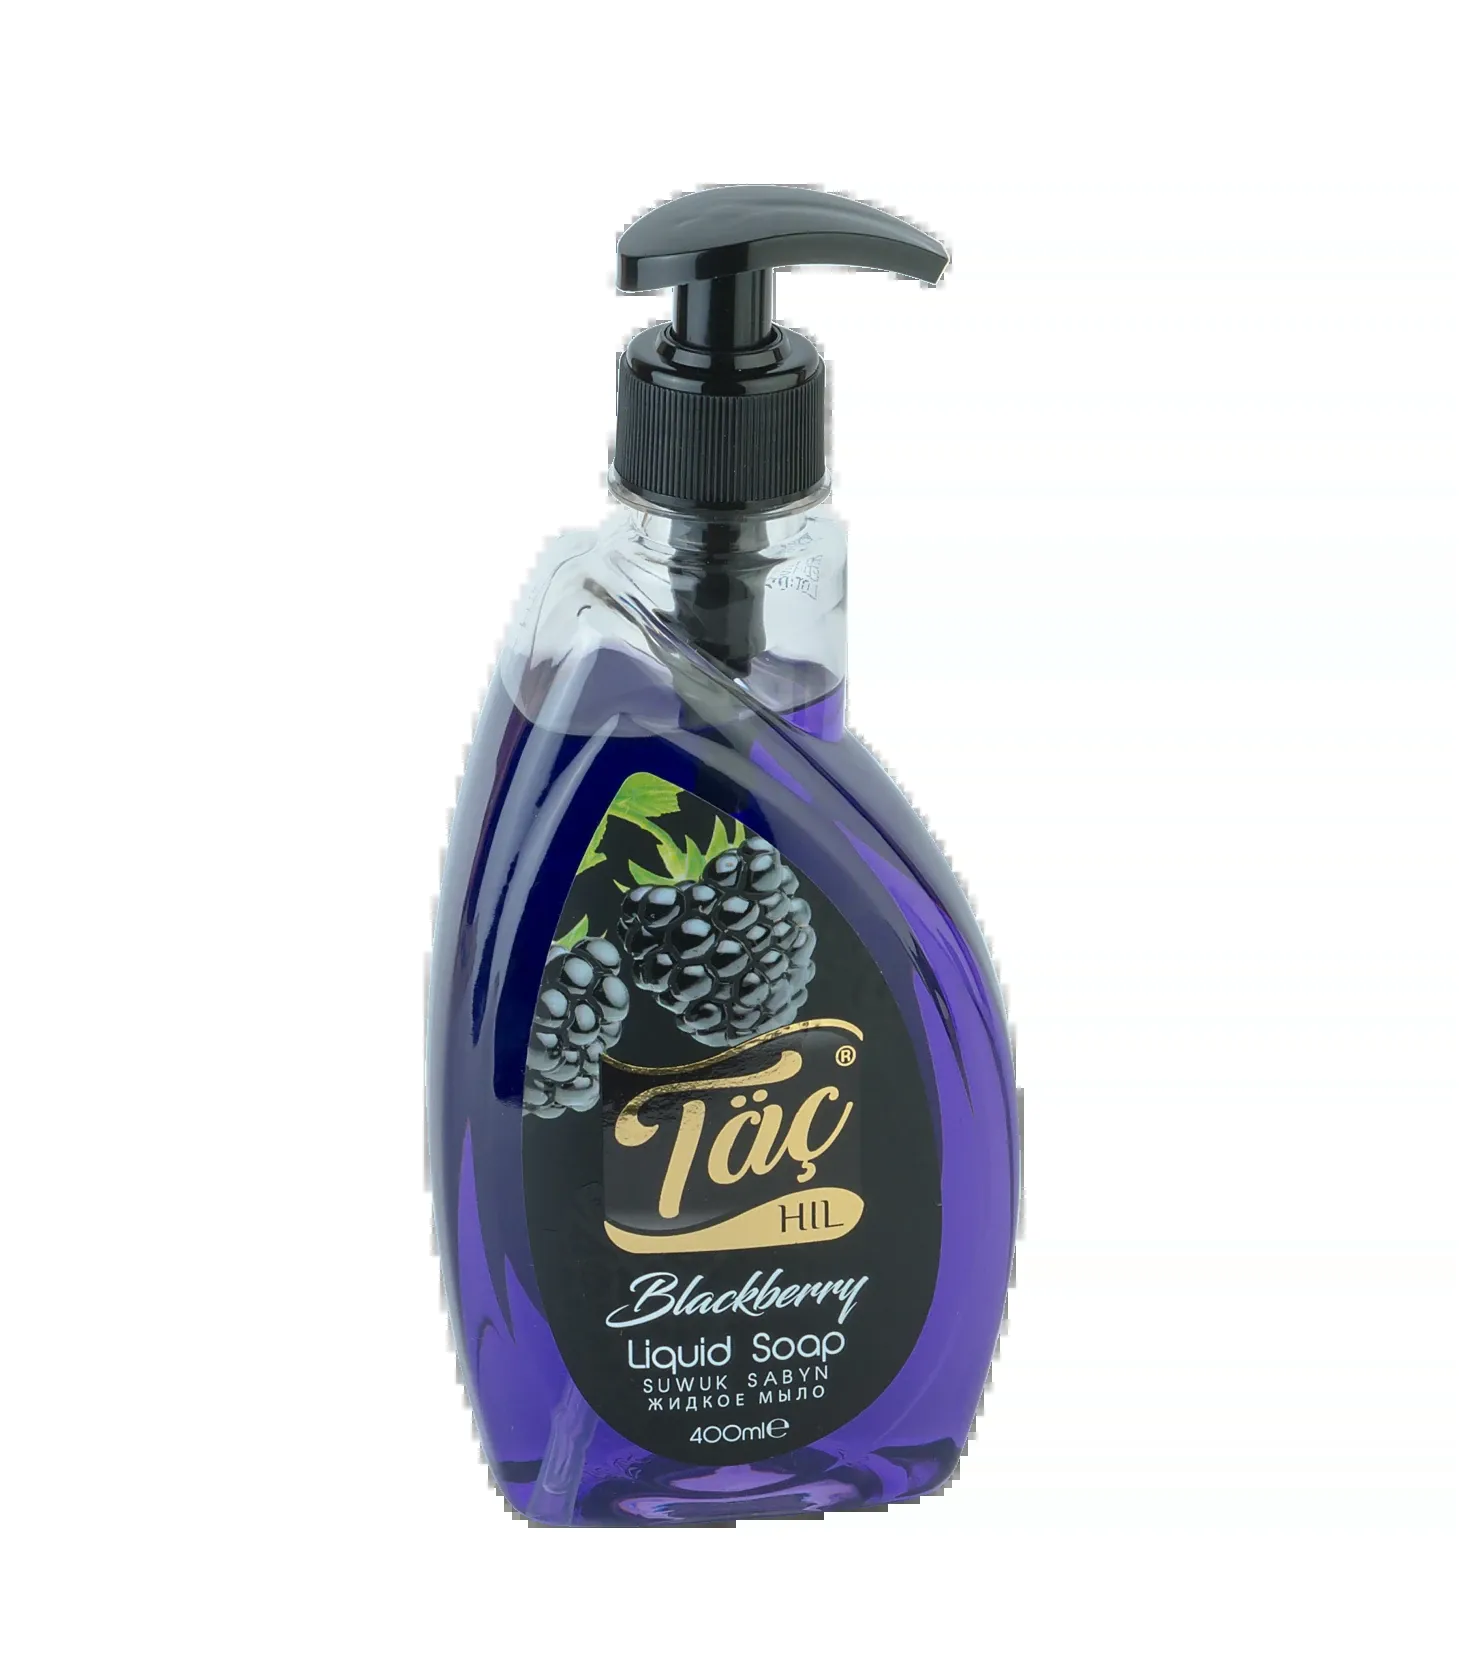 Täç®
HIL
Blackberry
Liquid Soap
SUWUK SABYN
ЖИДКОЕ МЫЛО
400ml℮